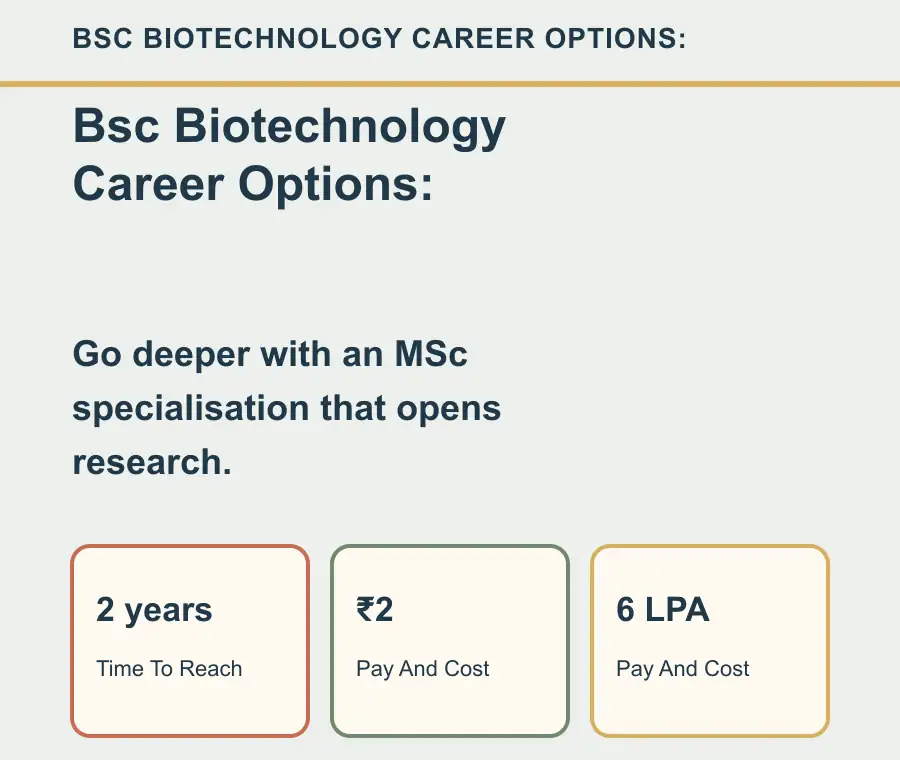 BSC BIOTECHNOLOGY CAREER OPTIONS:
Bsc Biotechnology
Career Options:
Go deeper with an MSc
specialisation that opens
research.
2 years
Time To Reach
₹2
Pay And Cost
6 LPA
Pay And Cost